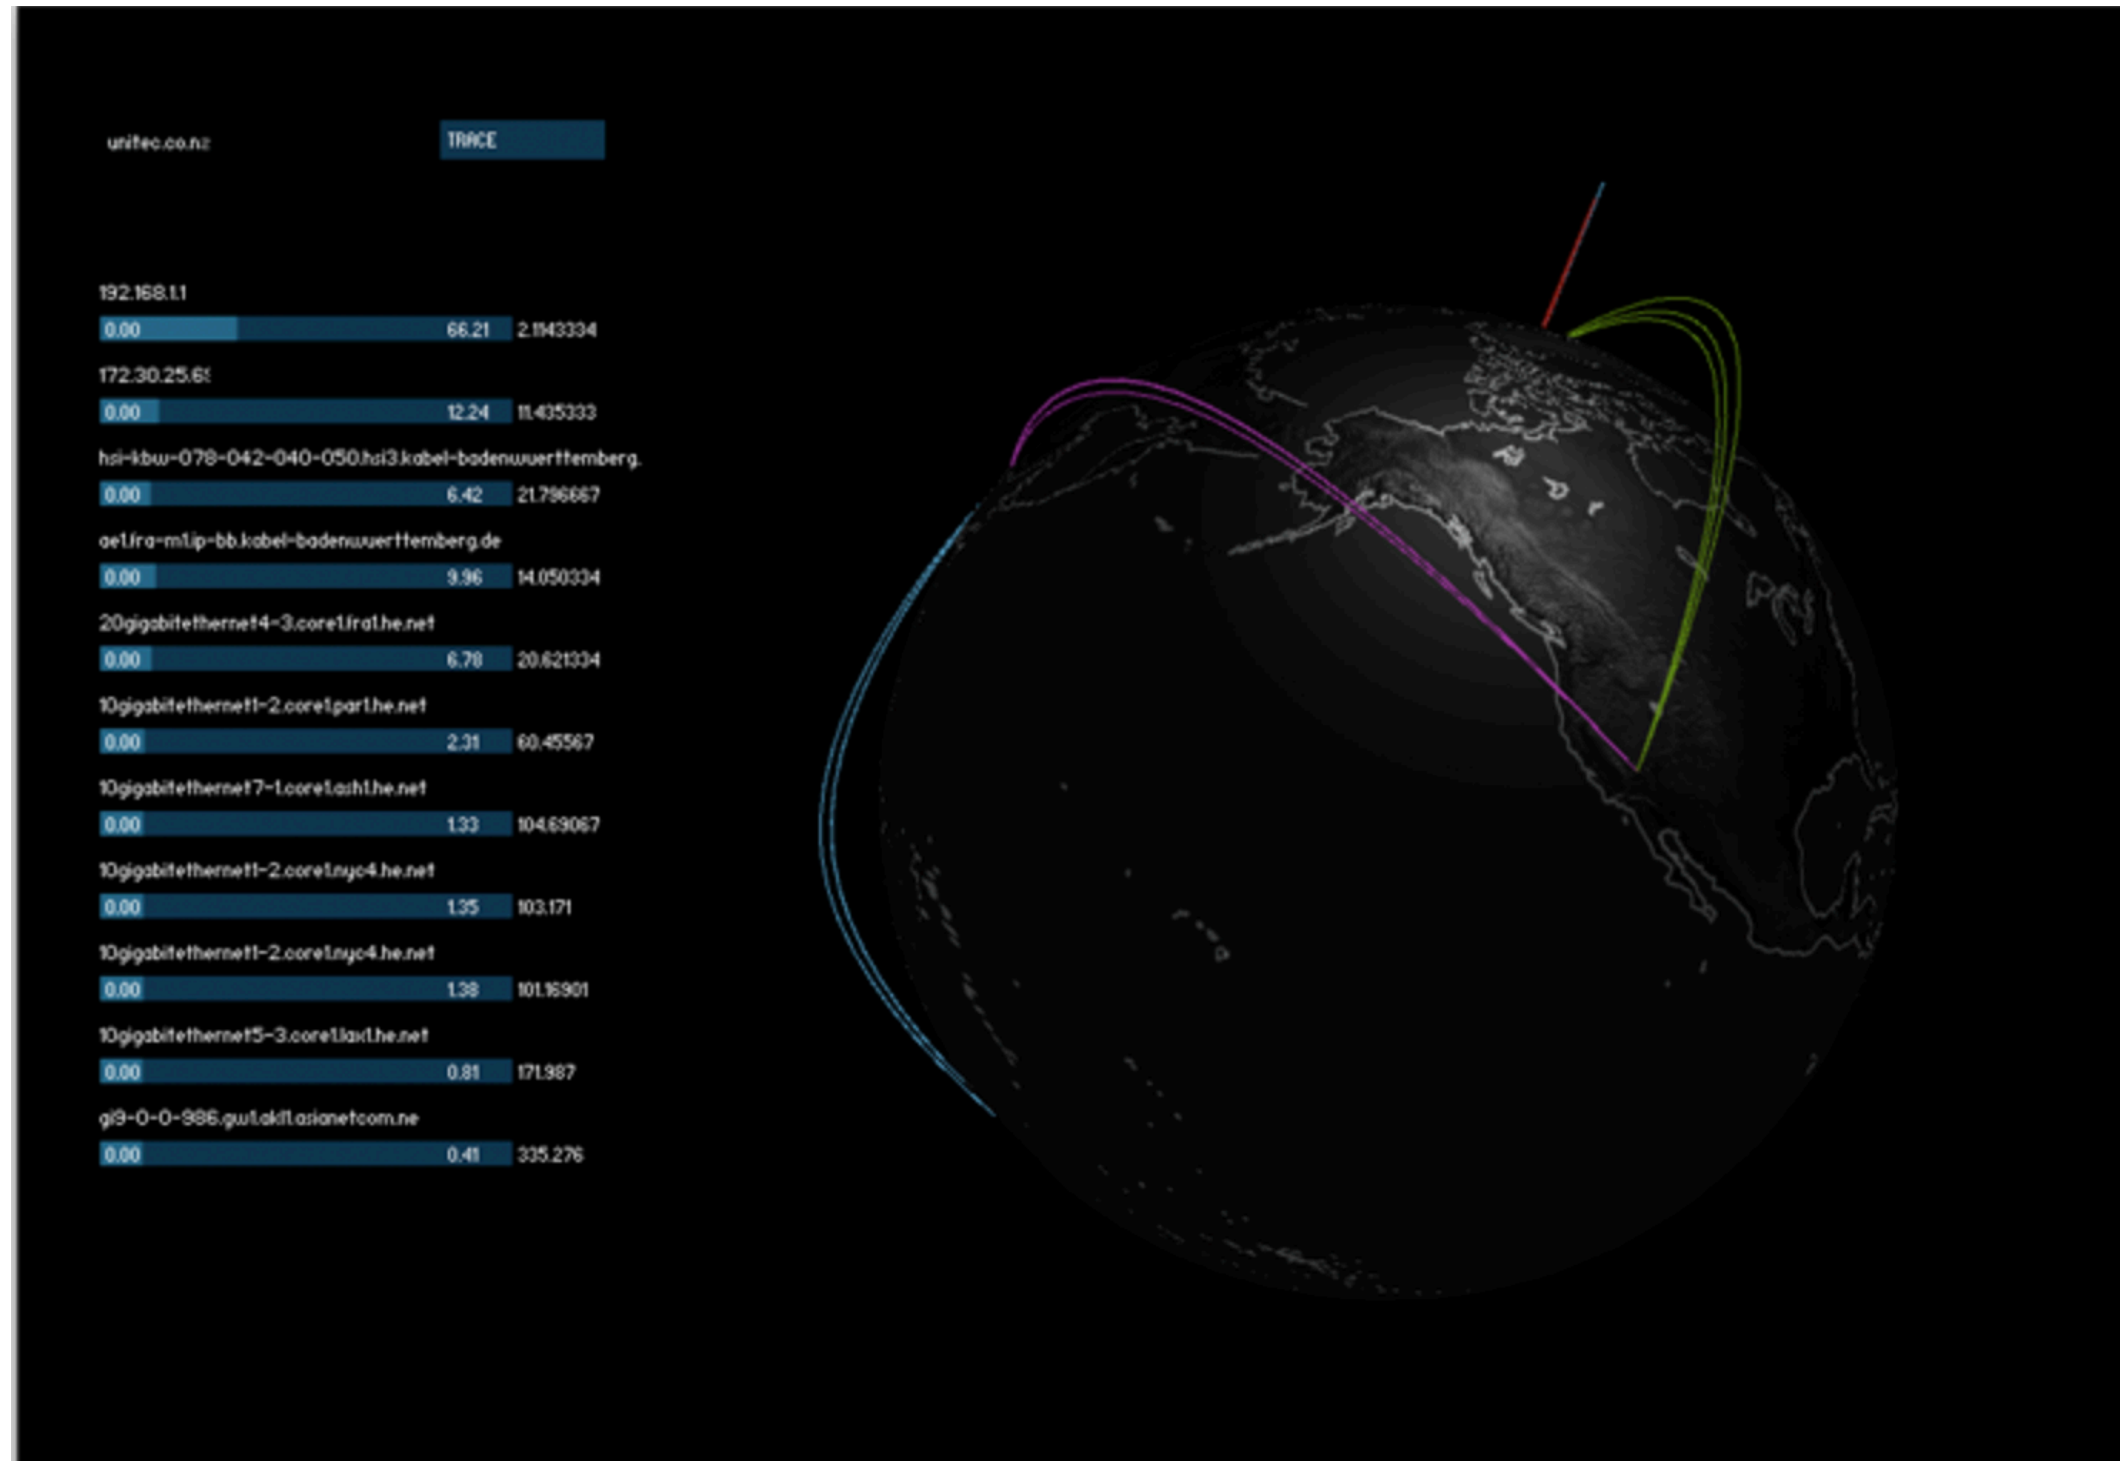 unitec.co.nz TRACE
192.168.1.1
0.00 66.21 2.1143334
0.00 12.24 11.435333
hsi-kbw-078-042-040-050.hsi3.kabel-badenwuerttemberg.
0.00 6.42 21.796667
ae1.fra-m1.ip-bb.kabel-badenwuerttemberg.de
0.00 9.96 14.050334
20gigabitethernet4-3.core1.fra1.he.net
0.00 6.78 20.621334
10gigabitethernet1-2.core1.par1.he.net
0.00 2.31 60.45567
10gigabitethernet7-1.core1.ash1.he.net
0.00 1.33 104.69067
10gigabitethernet1-2.core1.nyc4.he.net
0.00 1.35 103.171
10gigabitethernet1-2.core1.nyc4.he.net
0.00 1.38 101.16901
10gigabitethernet5-3.core1.lax1.he.net
0.00 0.81 171.987
gi9-0-0-986.gw1.akl1.asianetcom.ne
0.00 0.41 335.276